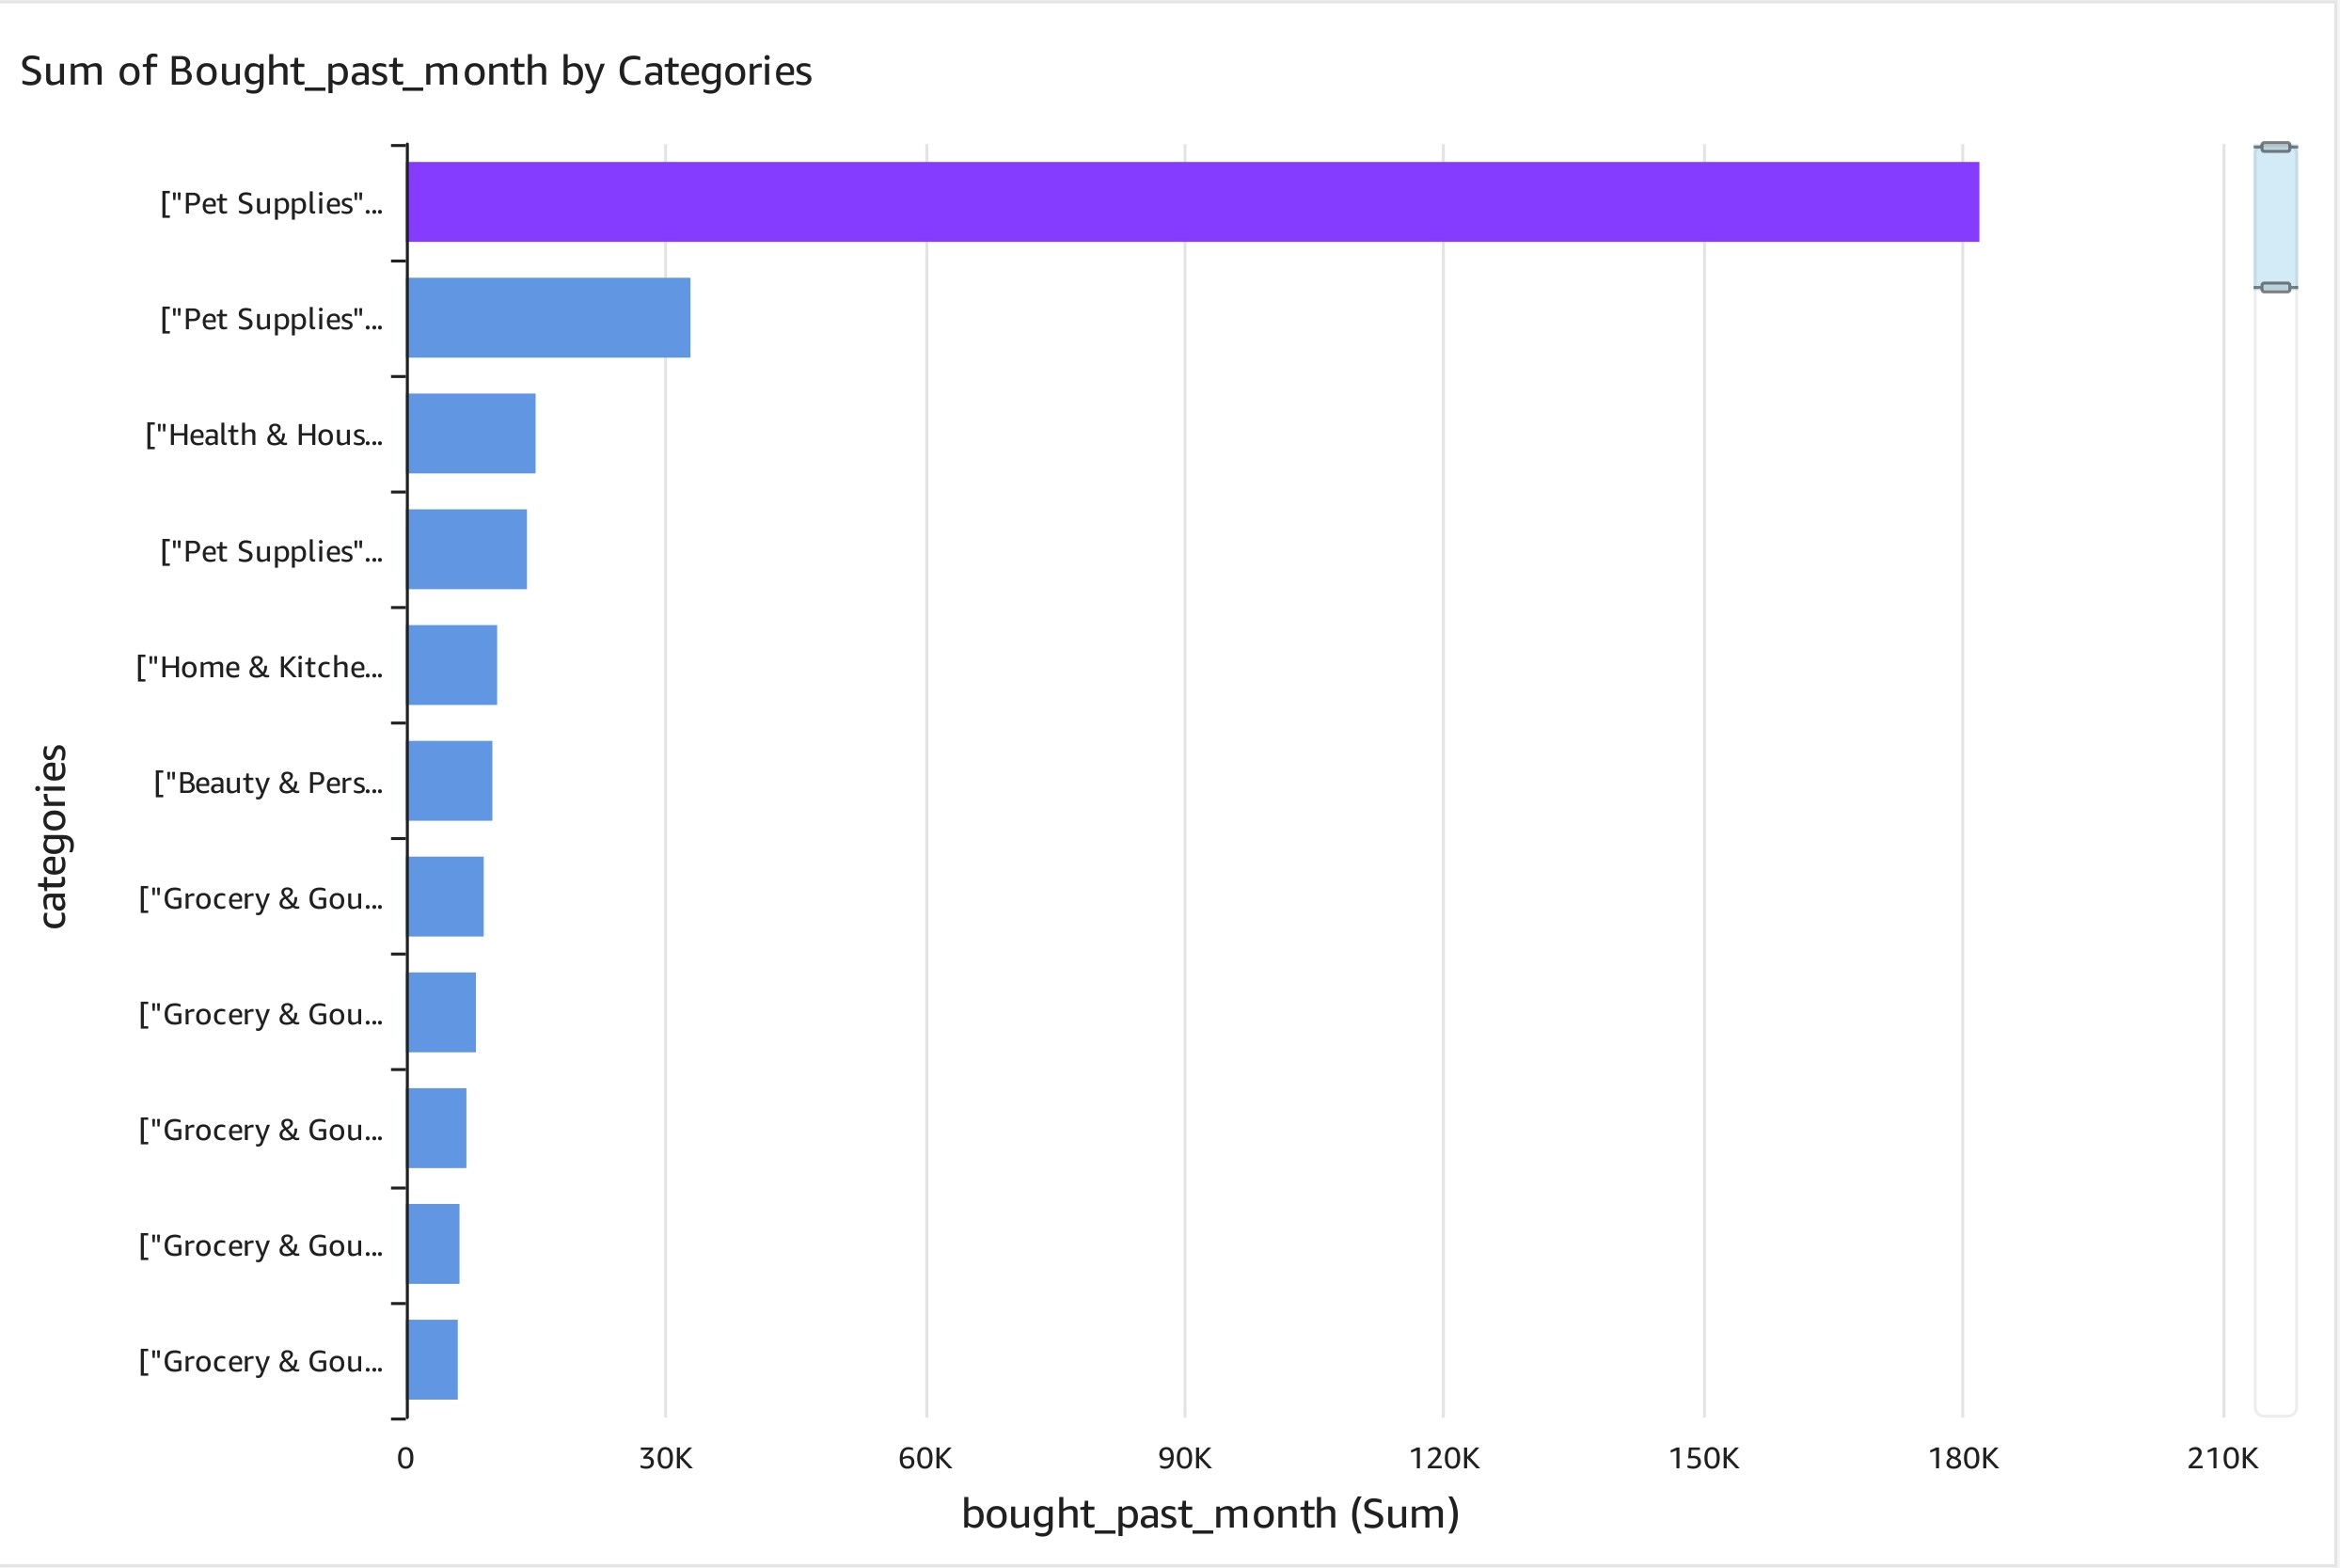 Sum of Bought_past_month by Categories
["Pet Supplies"...
["Pet Supplies"...
["Health & Hous...
["Pet Supplies"...
["Home & Kitche...
["Beauty & Pers...
["Grocery & Gou...
["Grocery & Gou...
["Grocery & Gou...
["Grocery & Gou...
["Grocery & Gou...
categories
0 30K 60K 90K 120K 150K 180K 210K
bought_past_month (Sum)